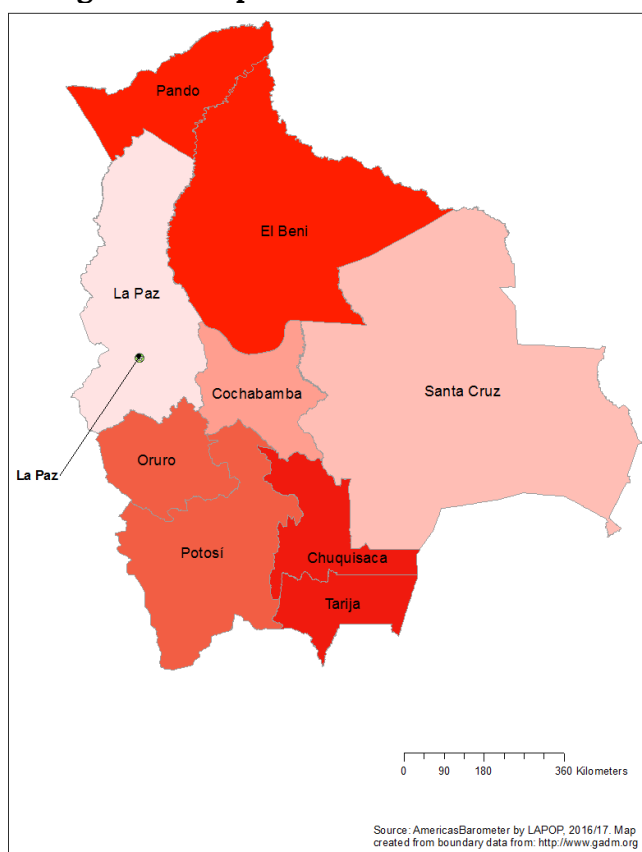 Pando
El Beni
La Paz
Cochabamba
Santa Cruz
Oruro
La Paz
Potosí
Chuquisaca
Tarija
0 90 180 360 Kilometers
Source: AmericasBarometer by LAPOP, 2016/17. Map
created from boundary data from: http://www.gadm.org